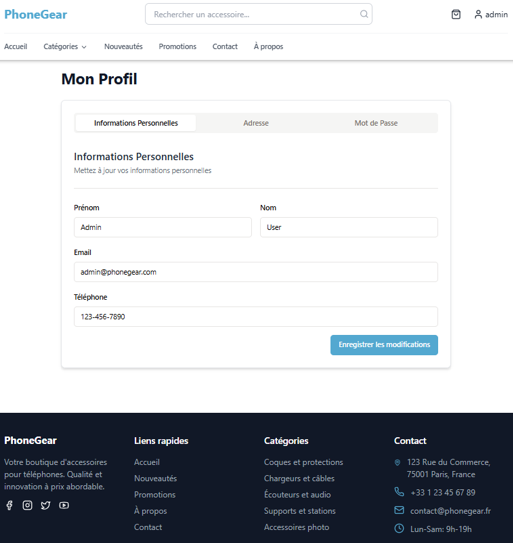 PhoneGear
Rechercher un accessoire...
admin
Accueil Catégories Nouveautés Promotions Contact À propos
Mon Profil
Informations Personnelles Adresse Mot de Passe
Informations Personnelles
Mettez à jour vos informations personnelles
Prénom Nom
Admin User
Email
admin@phonegear.com
Téléphone
123-456-7890
Enregistrer les modifications
PhoneGear
Votre boutique d'accessoires
pour téléphones. Qualité et
innovation à prix abordable.
Liens rapides
Accueil
Nouveautés
Promotions
À propos
Contact
Catégories
Coques et protections
Chargeurs et câbles
Écouteurs et audio
Supports et stations
Accessoires photo
Contact
123 Rue du Commerce,
75001 Paris, France
+33 1 23 45 67 89
contact@phonegear.fr
Lun-Sam: 9h-19h